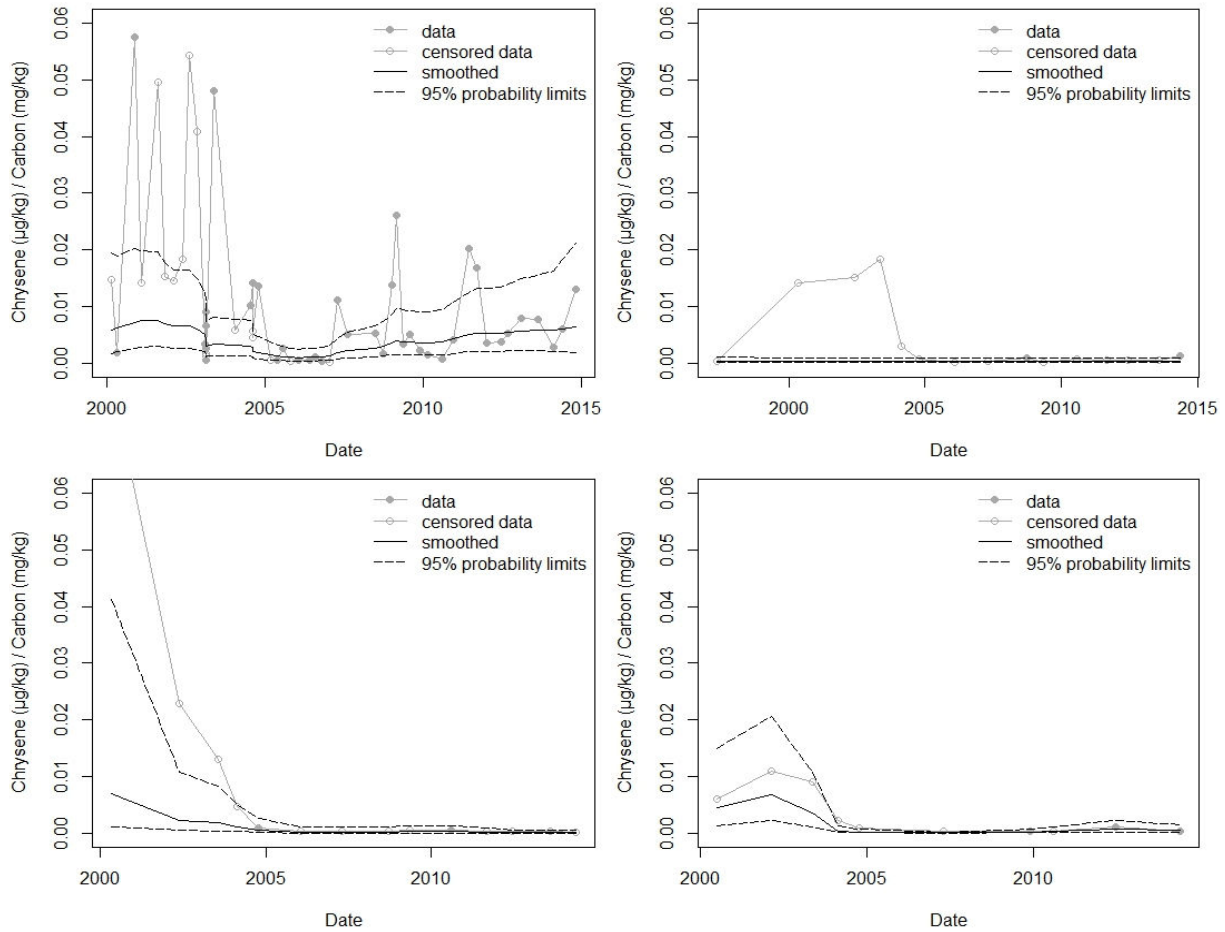 Chrysene (µg/kg) / Carbon (mg/kg)
0.06
0.05
0.04
0.03
0.02
0.01
0.00
data
censored data
smoothed
95% probability limits
2000
2005
2010
2015
Date
Chrysene (µg/kg) / Carbon (mg/kg)
0.06
0.05
0.04
0.03
0.02
0.01
0.00
data
censored data
smoothed
95% probability limits
2000
2005
2010
2015
Date
Chrysene (µg/kg) / Carbon (mg/kg)
0.06
0.05
0.04
0.03
0.02
0.01
0.00
data
censored data
smoothed
95% probability limits
2000
2005
2010
Date
Chrysene (µg/kg) / Carbon (mg/kg)
0.06
0.05
0.04
0.03
0.02
0.01
0.00
data
censored data
smoothed
95% probability limits
2000
2005
2010
Date